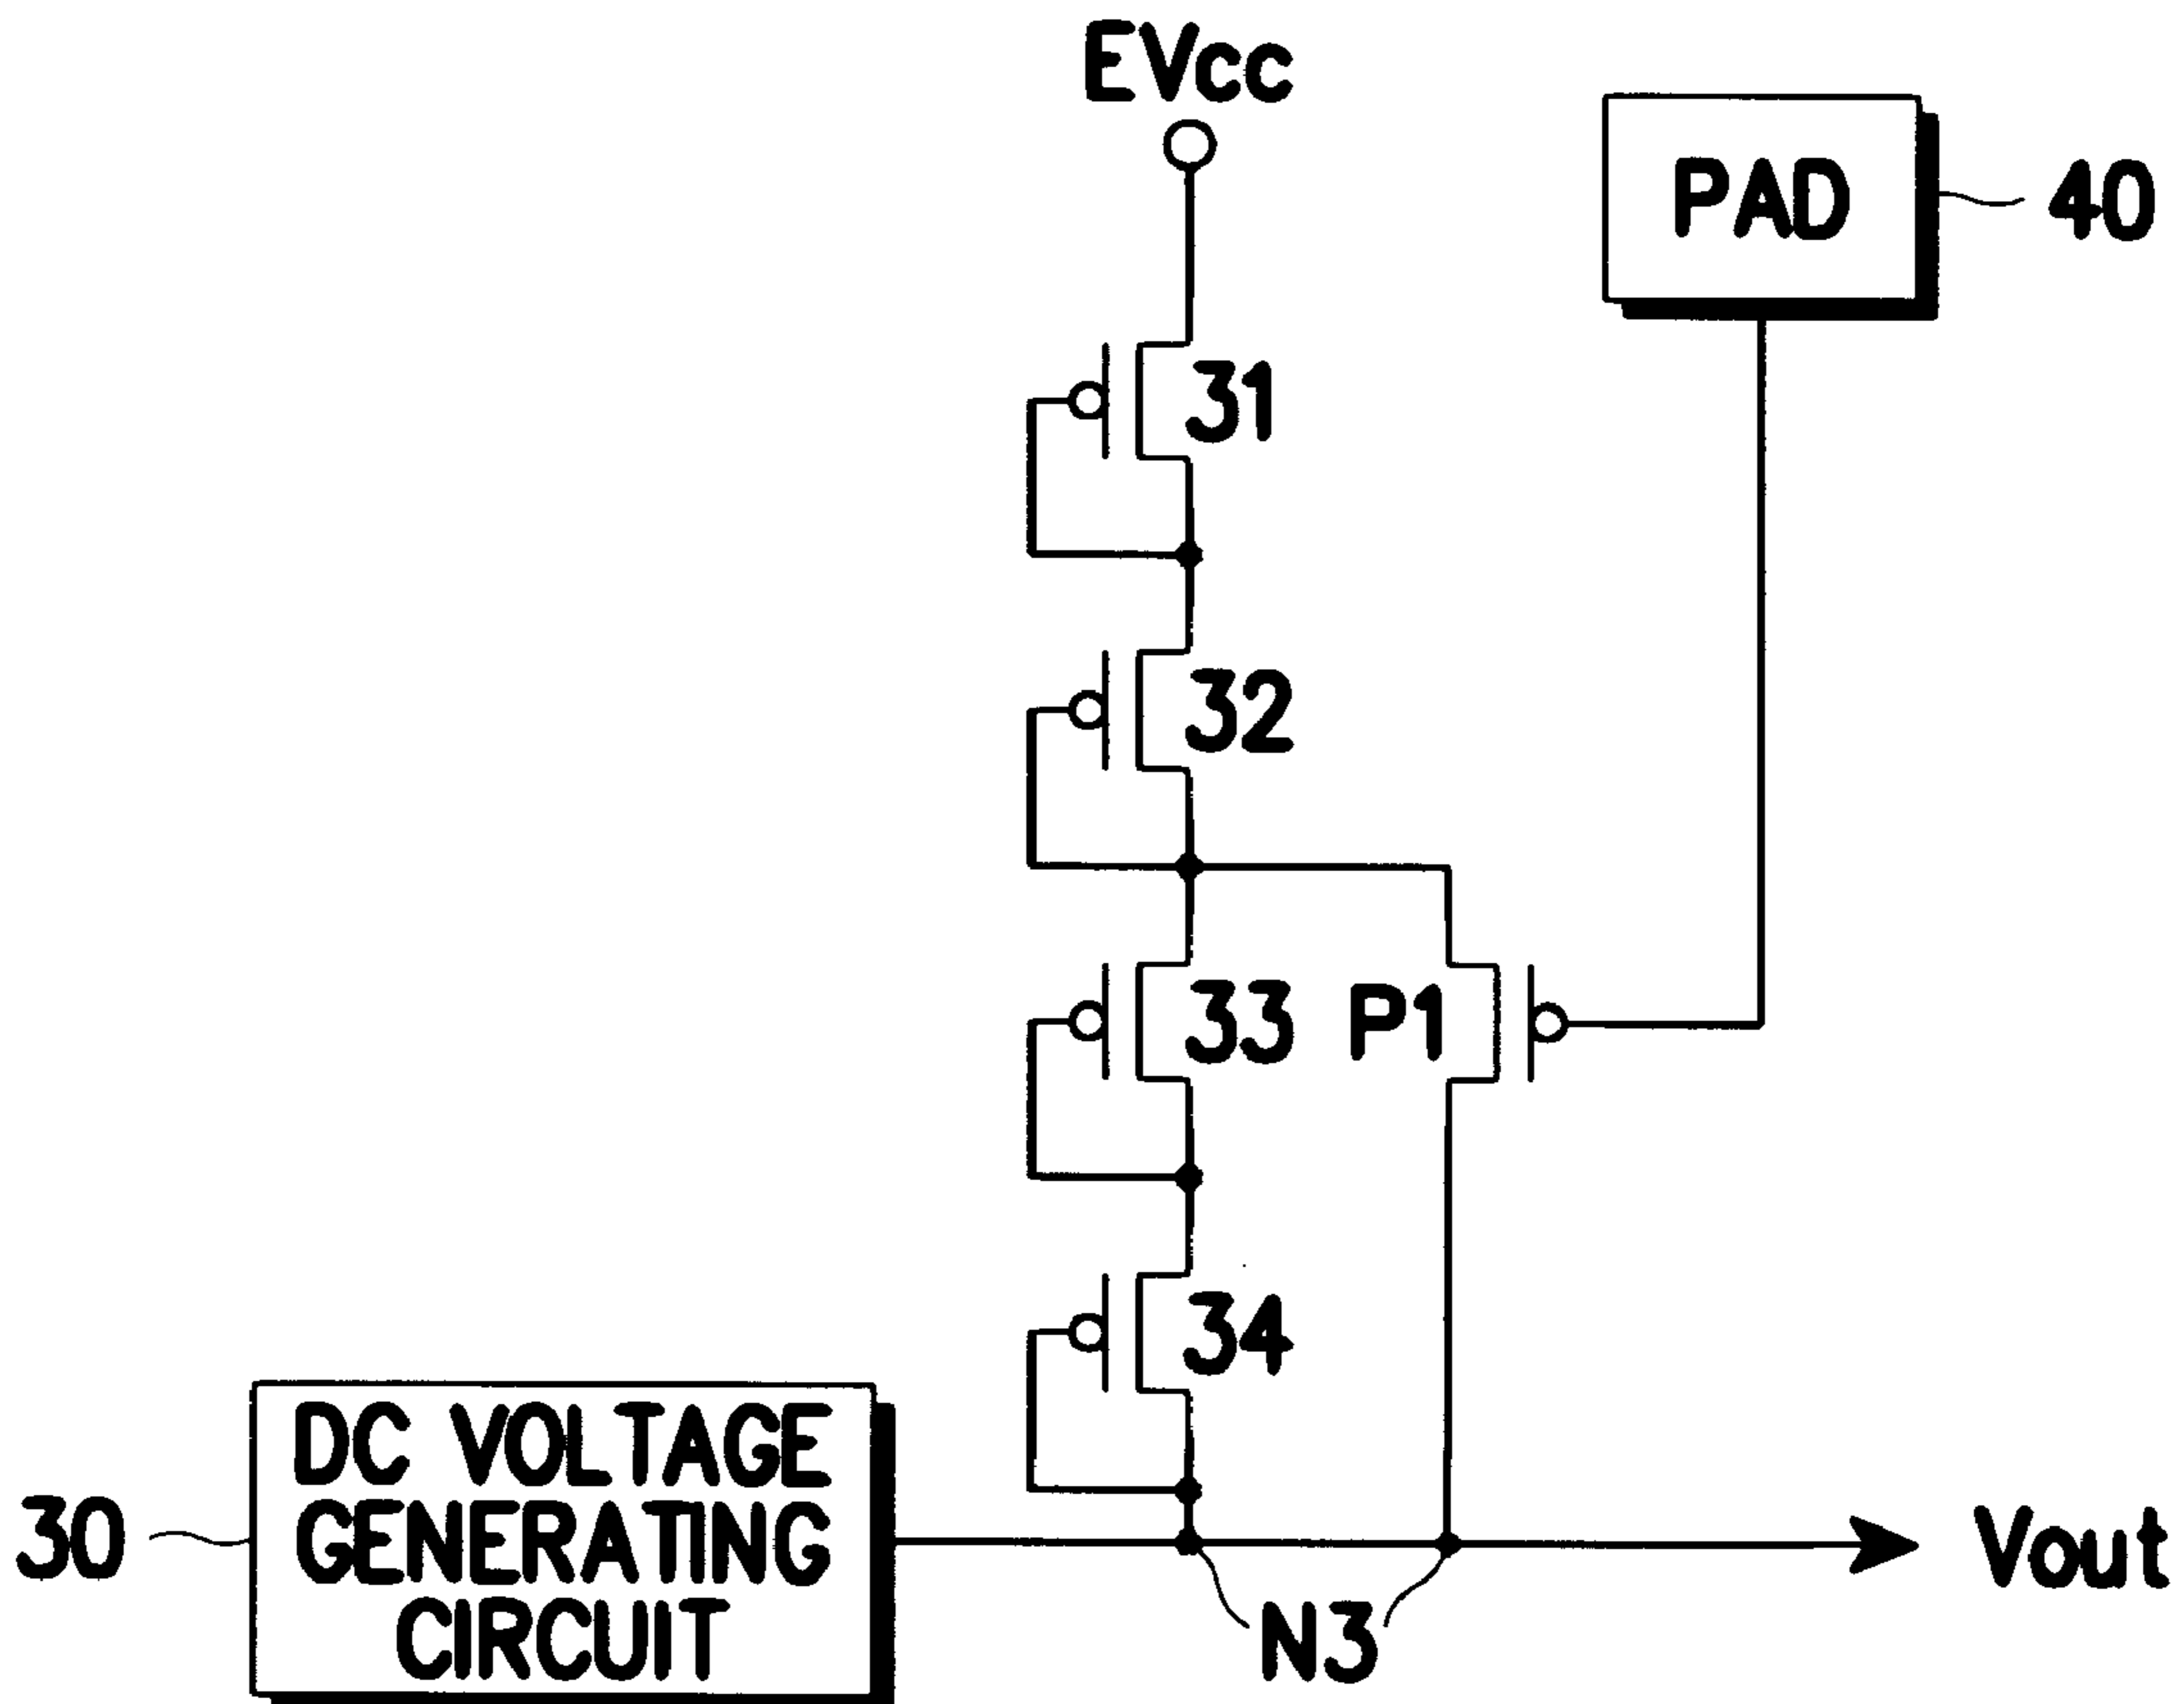 EVcc
PAD
40
31
32
33
P1
34
DC VOLTAGE
GENERATING
CIRCUIT
30
Vout
N3